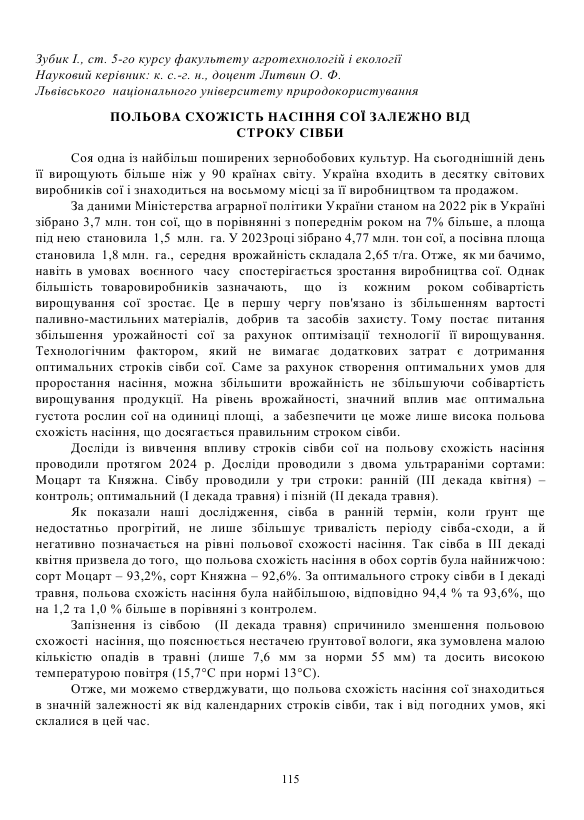 Зубик І., ст. 5-го курсу факультету агротехнологій і екології
Науковий керівник: к. с.-г. н., доцент Литвин О. Ф.
Львівського національного університету природокористування
ПОЛЬОВА СХОЖІСТЬ НАСІННЯ СОЇ ЗАЛЕЖНО ВІД
СТРОКУ СІВБИ
Соя одна із найбільш поширених зернобобових культур. На сьогоднішній день
її вирощують більше ніж у 90 країнах світу. Україна входить в десятку світових
виробників сої і знаходиться на восьмому місці за її виробництвом та продажом.
За даними Міністерства аграрної політики України станом на 2022 рік в Україні
зібрано 3,7 млн. тон сої, що в порівнянні з попереднім роком на 7% більше, а площа
під нею становила 1,5 млн. га. У 2023році зібрано 4,77 млн. тон сої, а посівна площа
становила 1,8 млн. га., середня врожайність складала 2,65 т/га. Отже, як ми бачимо,
навіть в умовах воєнного часу спостерігається зростання виробництва сої. Однак
більшість товаровиробників зазначають, що із кожним роком собівартість
вирощування сої зростає. Це в першу чергу пов'язано із збільшенням вартості
паливно-мастильних матеріалів, добрив та засобів захисту. Тому постає питання
збільшення урожайності сої за рахунок оптимізації технології її вирощування.
Технологічним фактором, який не вимагає додаткових затрат є дотримання
оптимальних строків сівби сої. Саме за рахунок створення оптимальних умов для
проростання насіння, можна збільшити врожайність не збільшуючи собівартість
вирощування продукції. На рівень врожайності, значний вплив має оптимальна
густота рослин сої на одиниці площі, а забезпечити це може лише висока польова
схожість насіння, що досягається правильним строком сівби.
Досліди із вивчення впливу строків сівби сої на польову схожість насіння
проводили протягом 2024 р. Досліди проводили з двома ультрараніми сортами:
Моцарт та Княжна. Сівбу проводили у три строки: ранній (ІІІ декада квітня) –
контроль; оптимальний (І декада травня) і пізній (ІІ декада травня).
Як показали наші дослідження, сівба в ранній термін, коли ґрунт ще
недостатньо прогрітий, не лише збільшує тривалість періоду сівба-сходи, а й
негативно позначається на рівні польової схожості насіння. Так сівба в ІІІ декаді
квітня призвела до того, що польова схожість насіння в обох сортів була найнижчою:
сорт Моцарт – 93,2%, сорт Княжна – 92,6%. За оптимального строку сівби в І декаді
травня, польова схожість насіння була найбільшою, відповідно 94,4 % та 93,6%, що
на 1,2 та 1,0 % більше в порівняні з контролем.
Запізнення із сівбою (ІІ декада травня) спричинило зменшення польовою
схожості насіння, що пояснюється нестачею ґрунтової вологи, яка зумовлена малою
кількістю опадів в травні (лише 7,6 мм за норми 55 мм) та досить високою
температурою повітря (15,7°С при нормі 13°С).
Отже, ми можемо стверджувати, що польова схожість насіння сої знаходиться
в значній залежності як від календарних строків сівби, так і від погодних умов, які
склалися в цей час.
115